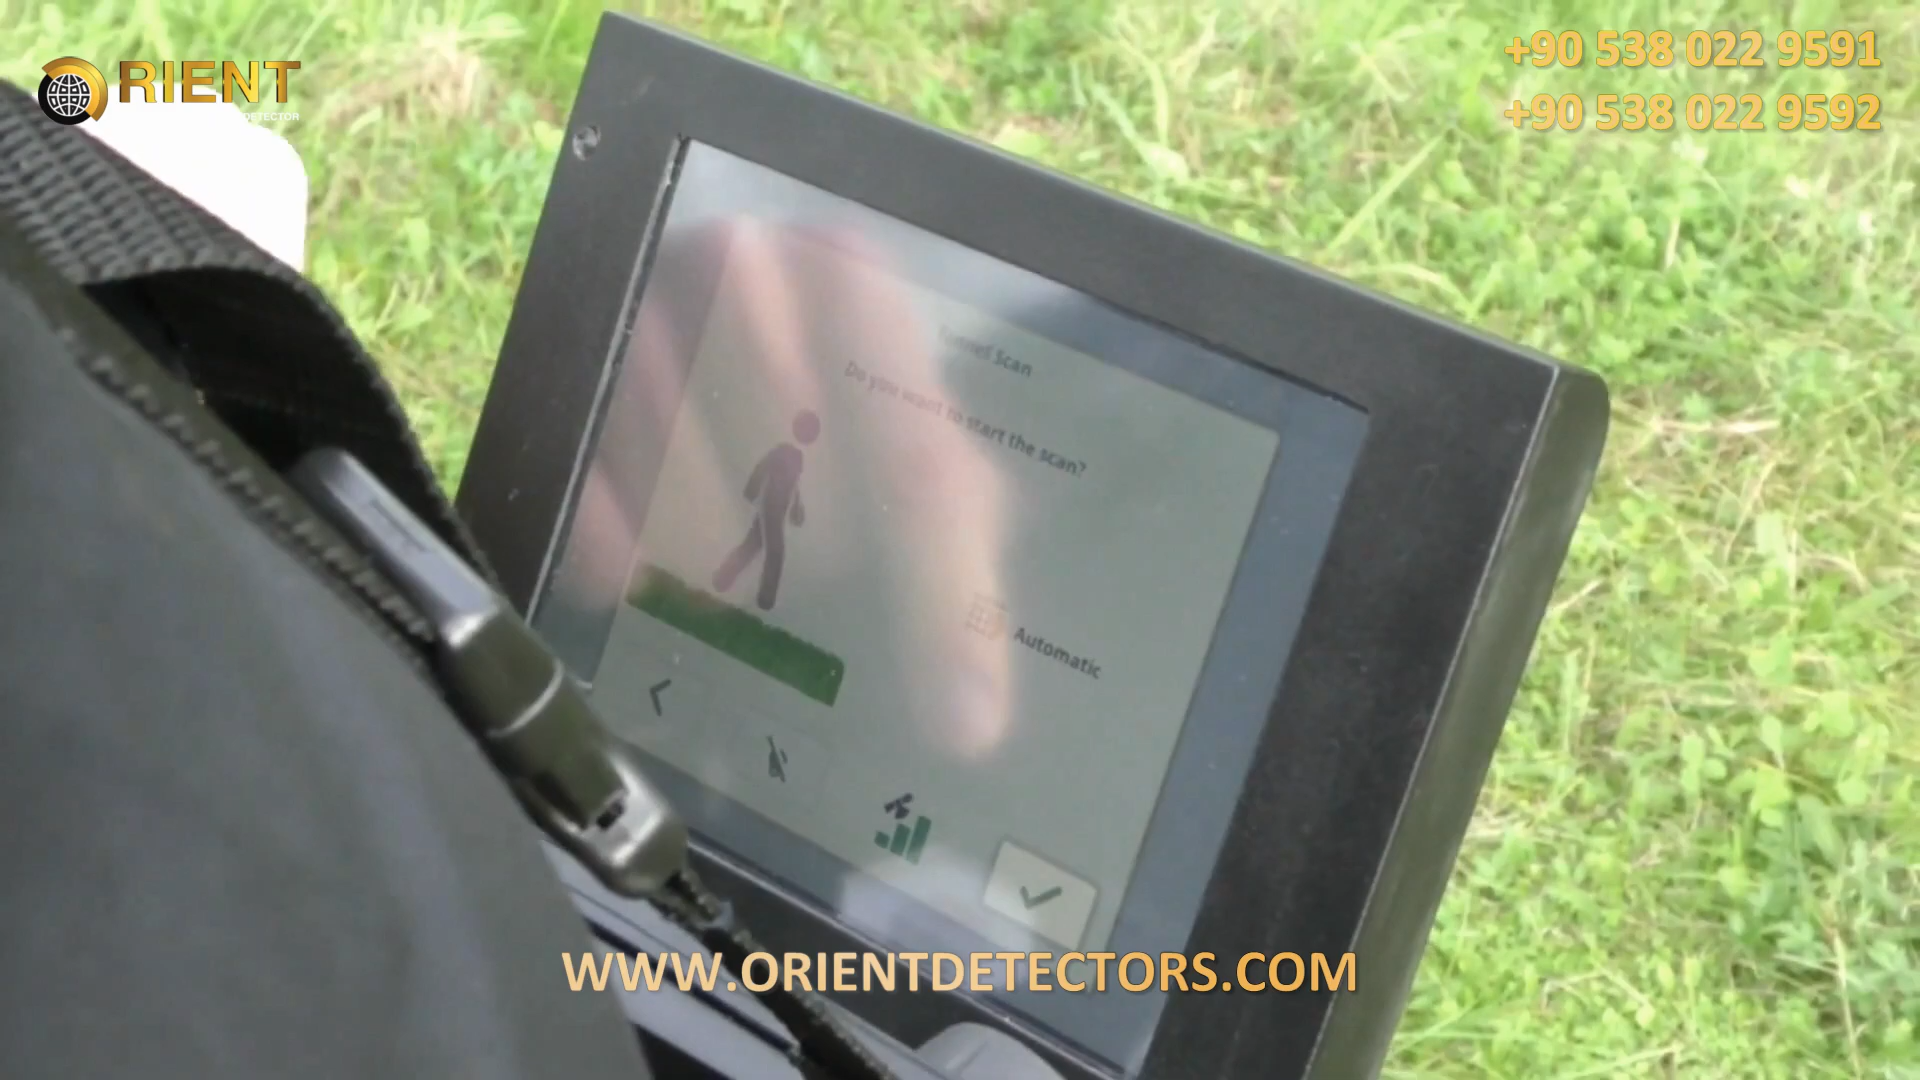 ORIENT
DETECTOR
+90 538 022 9591
+90 538 022 9592
Tunnel Scan
Do you want to start the scan?
Automatic
WWW.ORIENTDETECTORS.COM